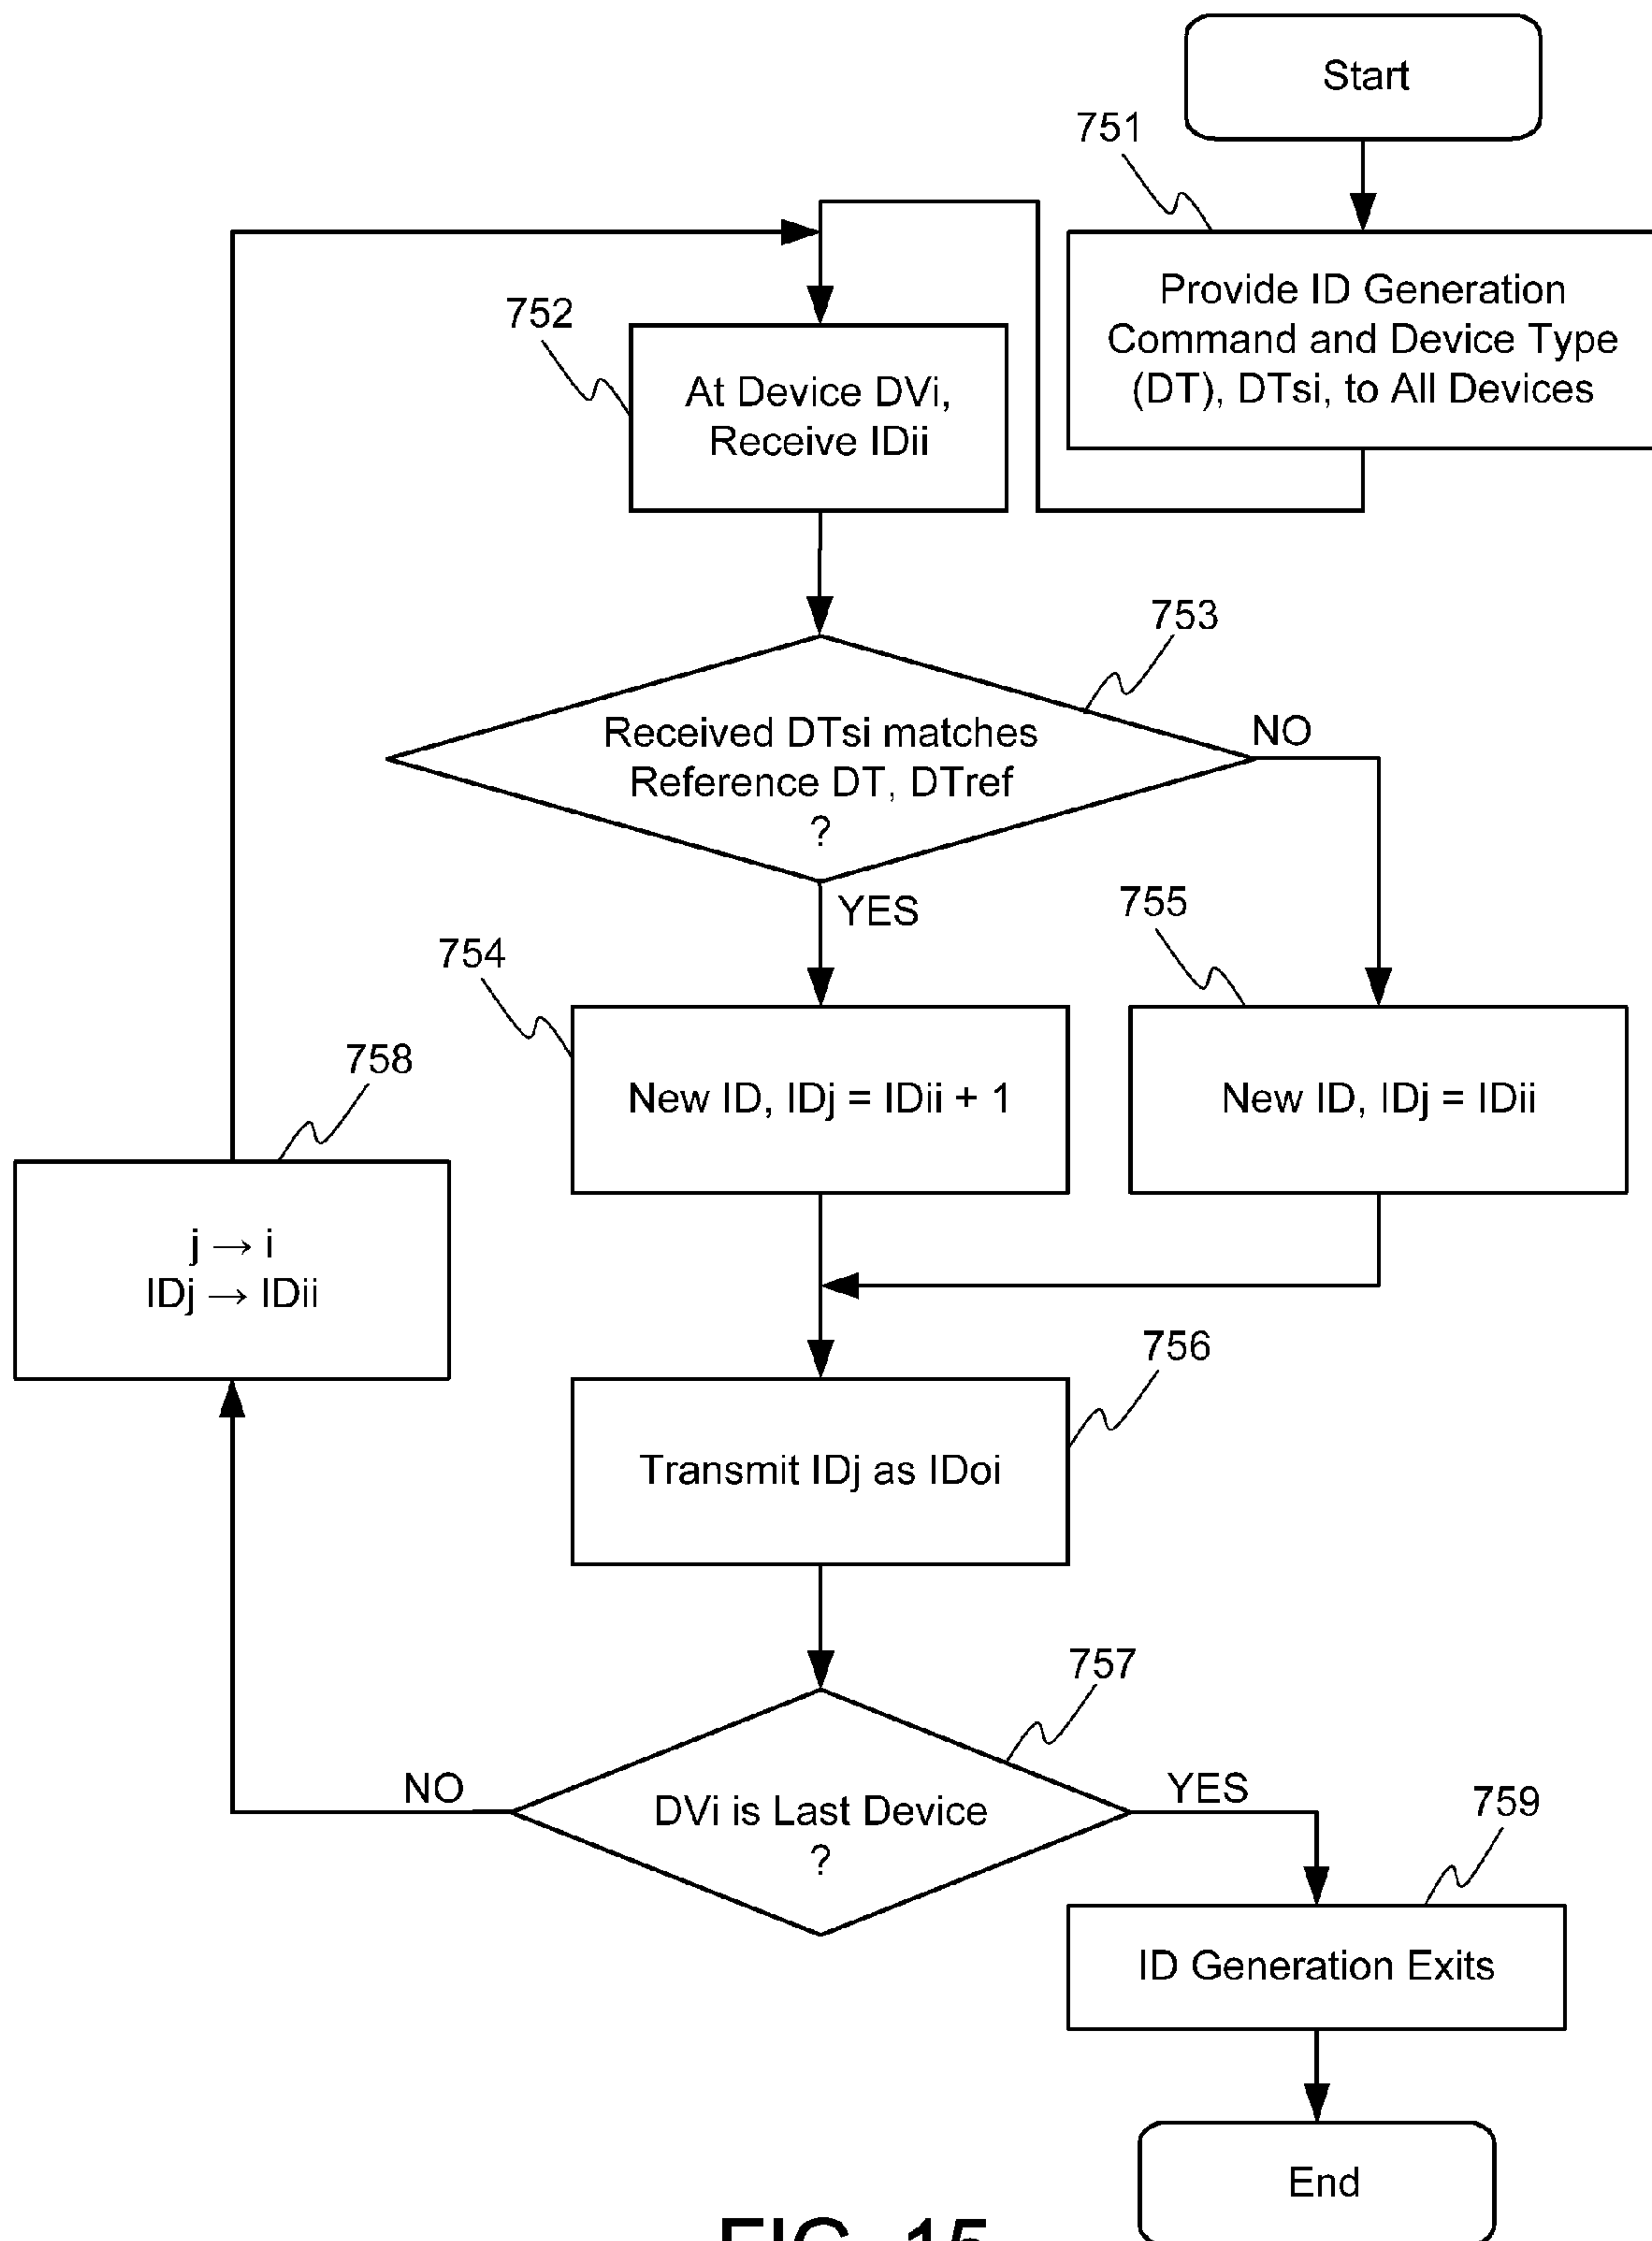 Start
751
Provide ID Generation
Command and Device Type
(DT), DTsi, to All Devices
752
At Device DVi,
Receive IDii
753
Received DTsi matches
Reference DT, DTref
?
NO
YES
754
New ID, IDj = IDii + 1
755
New ID, IDj = IDii
758
j → i
IDj → IDii
756
Transmit IDj as IDoi
757
DVi is Last Device
?
NO
YES
759
ID Generation Exits
End
FIG. 15